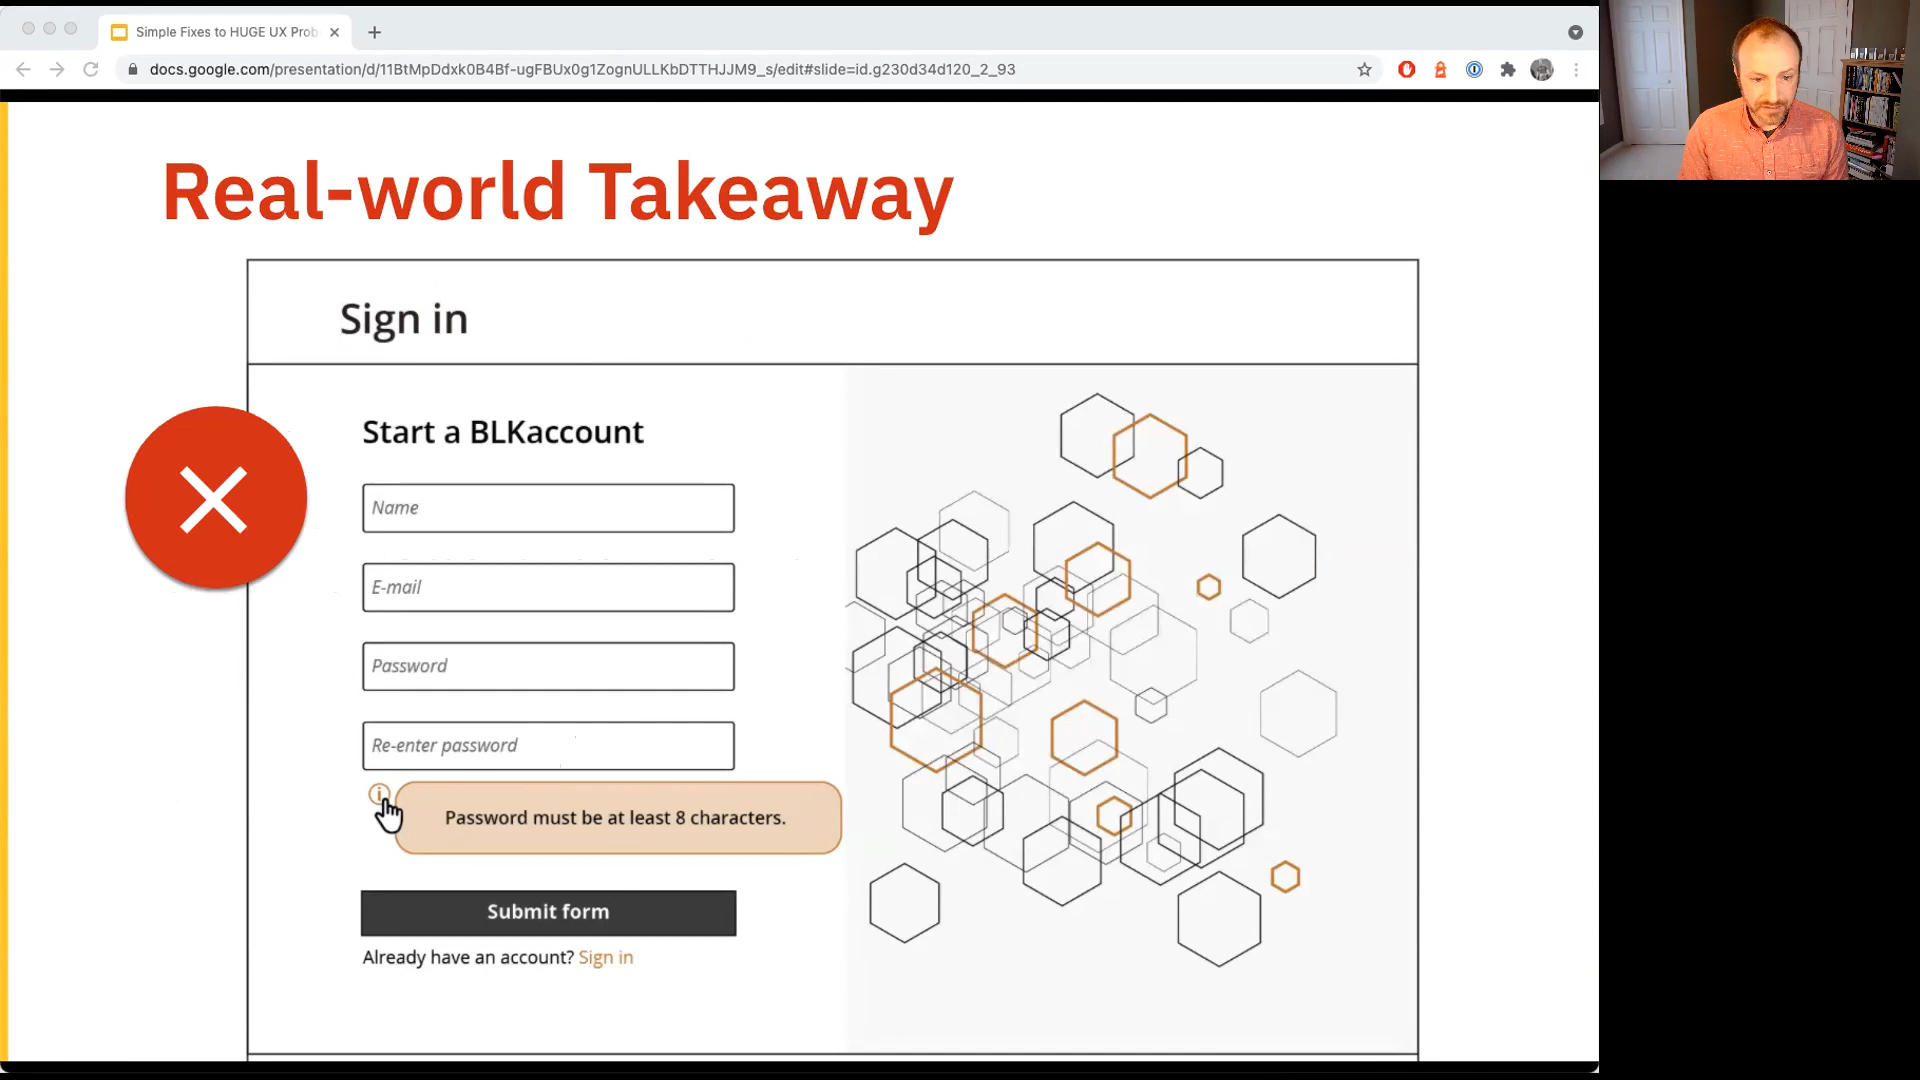 Simple Fixes to HUGE UX Prob
docs.google.com/presentation/d/11BtMpDdxk0B4Bf-ugFBUx0g1ZognULLKbDTTHJJM9_s/edit#slide=id.g230d34d120_2_93
Real-world Takeaway
Sign in
Start a BLKaccount
Name
E-mail
Password
Re-enter password
Password must be at least 8 characters.
Submit form
Already have an account? Sign in